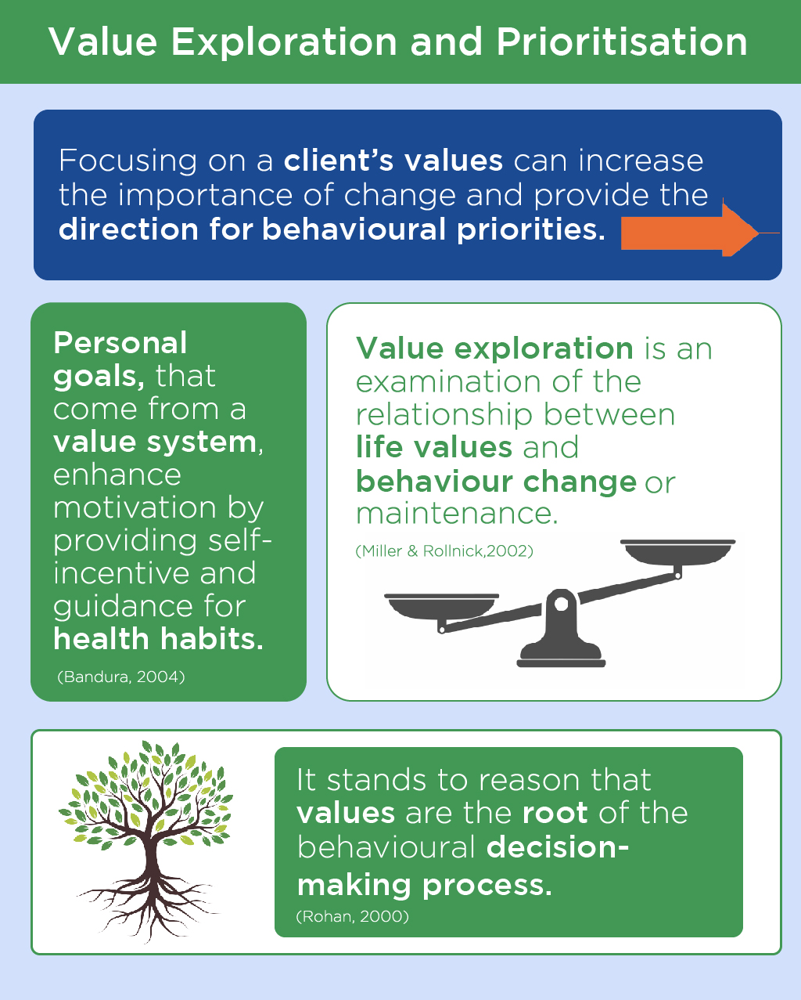 Value Exploration and Prioritisation
Focusing on a client's values can increase
the importance of change and provide the
direction for behavioural priorities.
Personal
goals, that
come from a
value system,
enhance
motivation by
providing self-
incentive and
guidance for
health habits.
(Bandura, 2004)
Value exploration is an
examination of the
relationship between
life values and
behaviour change or
maintenance.
(Miller & Rollnick,2002)
It stands to reason that
values are the root of the
behavioural decision-
making process.
(Rohan, 2000)